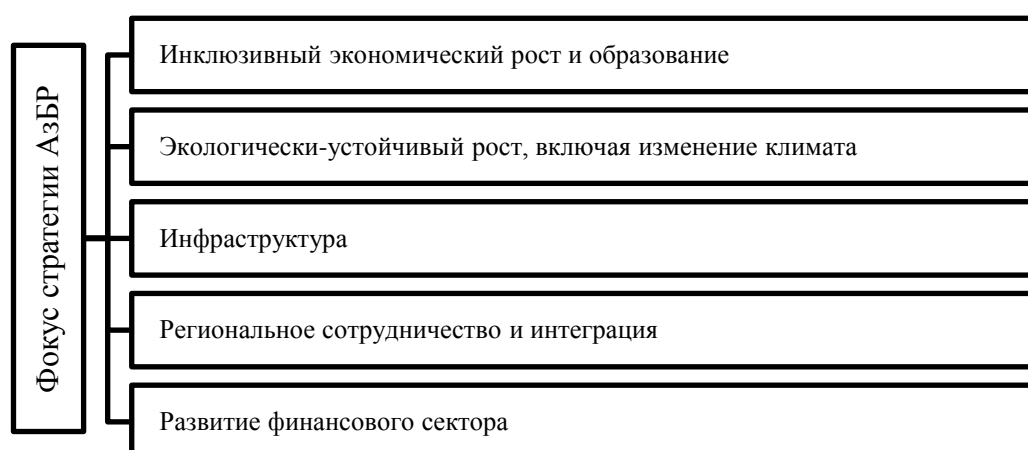 Фокус стратегии АзБР
Инклюзивный экономический рост и образование
Экологически-устойчивый рост, включая изменение климата
Инфраструктура
Региональное сотрудничество и интеграция
Развитие финансового сектора